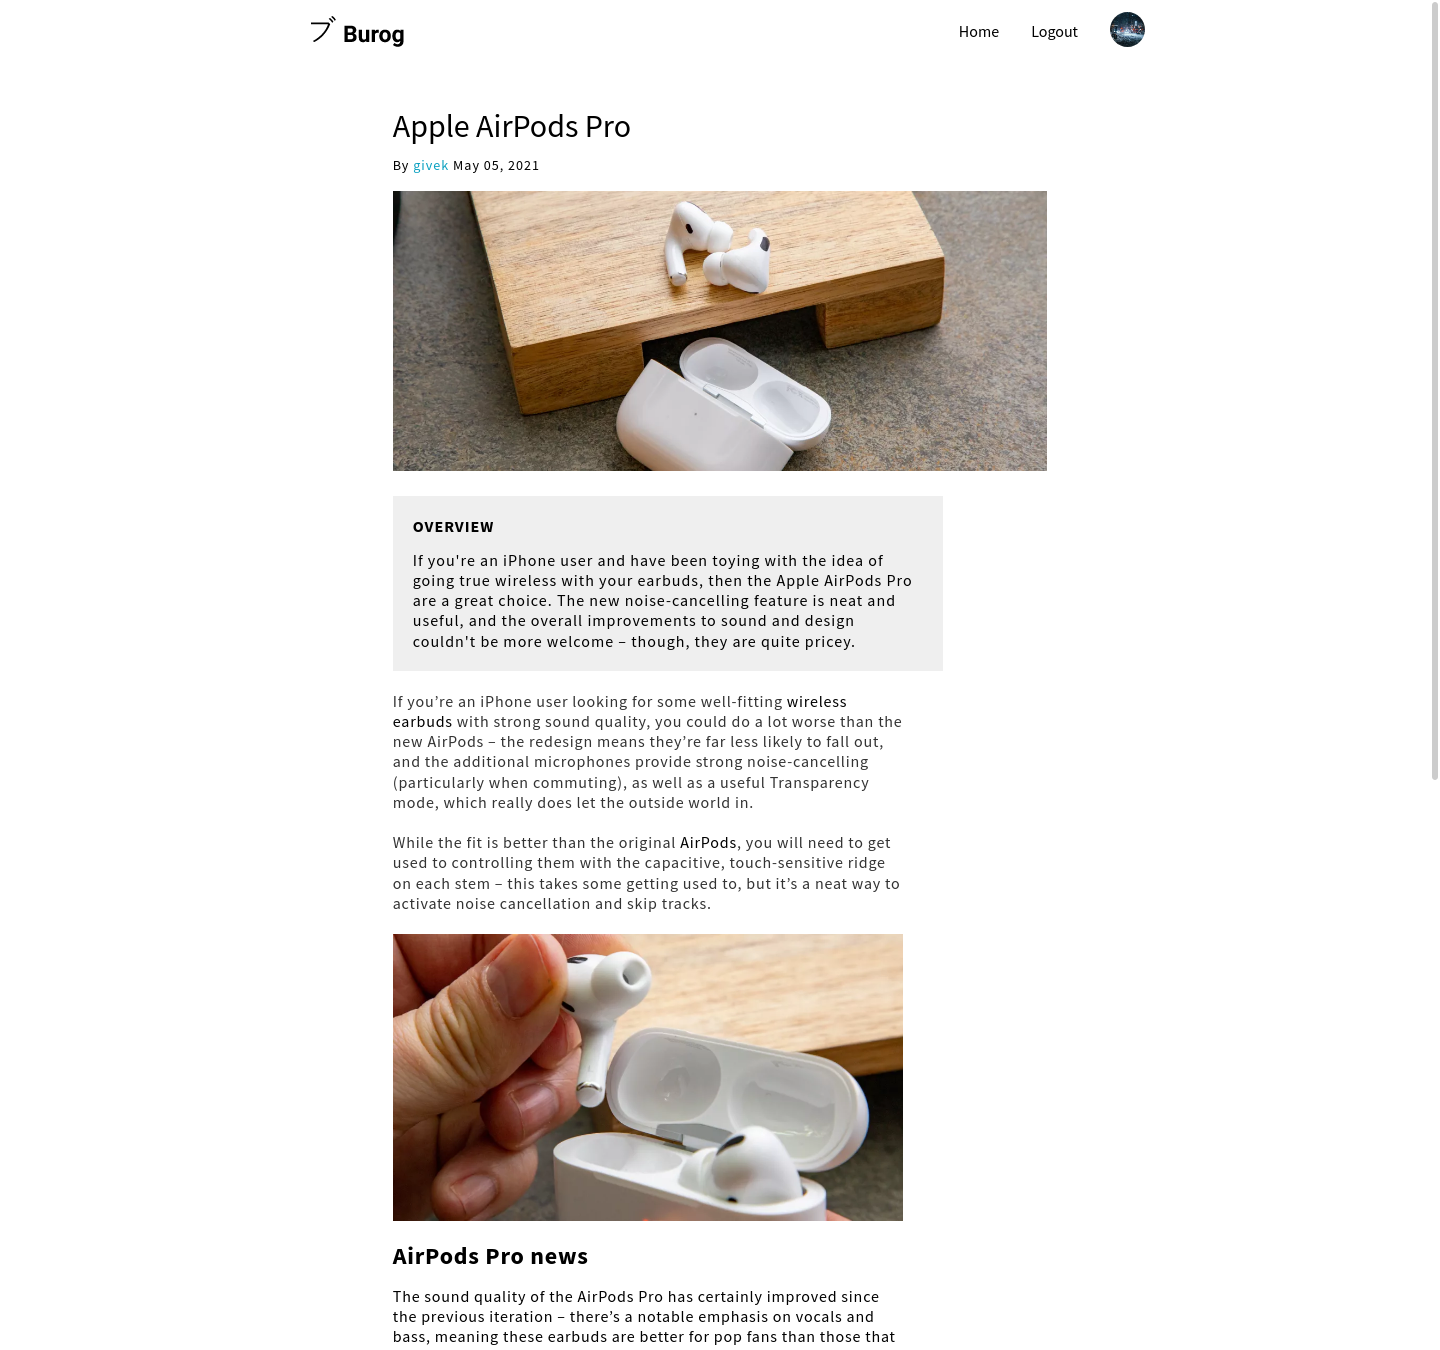 ブ Burog
Home Logout
Apple AirPods Pro
By givek May 05, 2021
OVERVIEW
If you're an iPhone user and have been toying with the idea of
going true wireless with your earbuds, then the Apple AirPods Pro
are a great choice. The new noise-cancelling feature is neat and
useful, and the overall improvements to sound and design
couldn't be more welcome – though, they are quite pricey.
If you’re an iPhone user looking for some well-fitting wireless
earbuds with strong sound quality, you could do a lot worse than the
new AirPods – the redesign means they’re far less likely to fall out,
and the additional microphones provide strong noise-cancelling
(particularly when commuting), as well as a useful Transparency
mode, which really does let the outside world in.
While the fit is better than the original AirPods, you will need to get
used to controlling them with the capacitive, touch-sensitive ridge
on each stem – this takes some getting used to, but it’s a neat way to
activate noise cancellation and skip tracks.
AirPods Pro news
The sound quality of the AirPods Pro has certainly improved since
the previous iteration – there’s a notable emphasis on vocals and
bass, meaning these earbuds are better for pop fans than those that